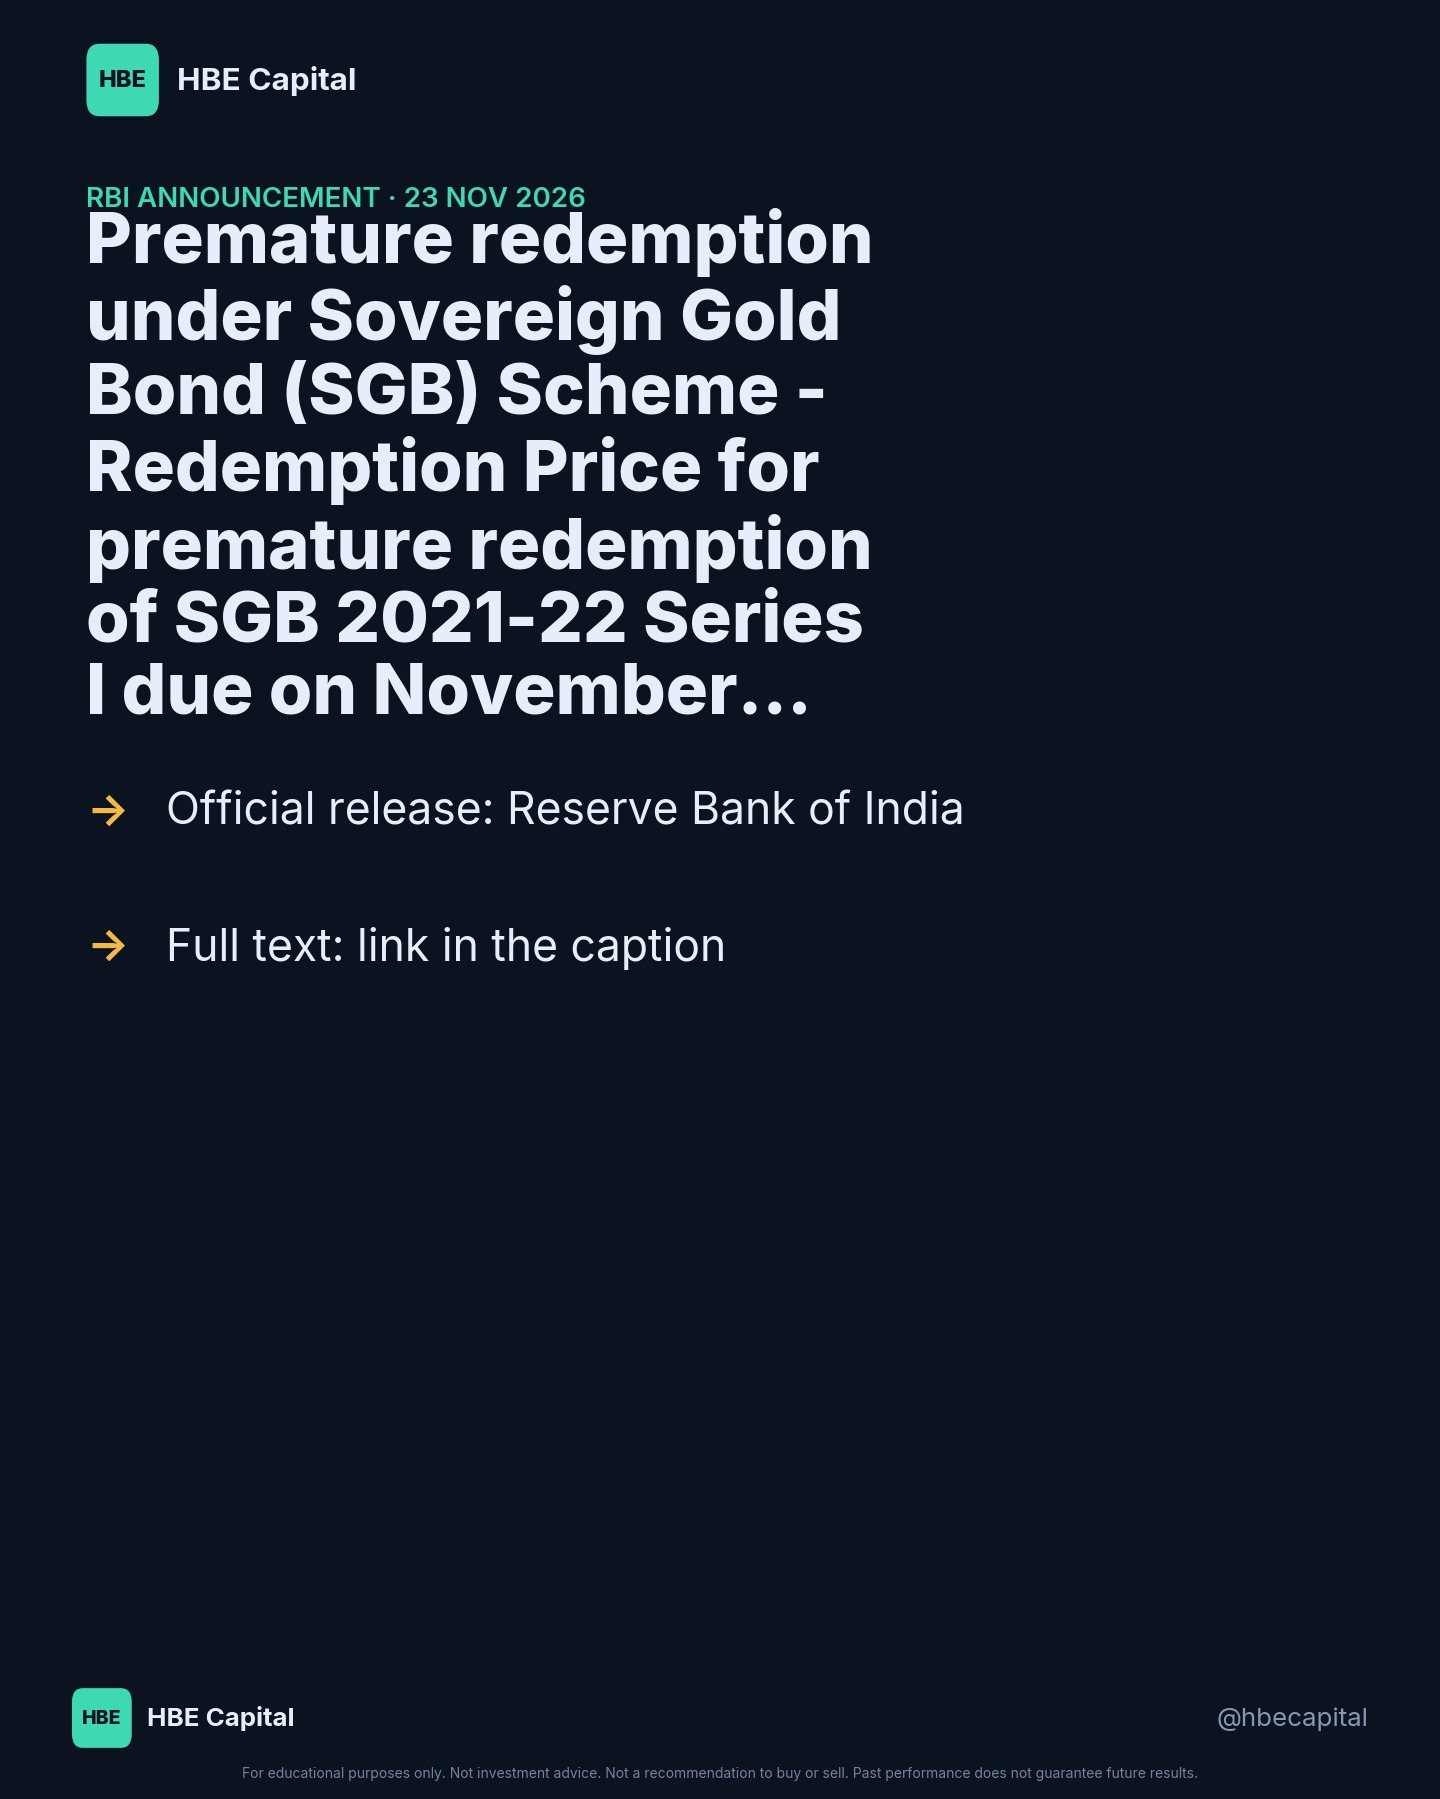 HBE
HBE Capital
RBI ANNOUNCEMENT · 23 NOV 2026
Premature redemption
under Sovereign Gold
Bond (SGB) Scheme -
Redemption Price for
premature redemption
of SGB 2021-22 Series
I due on November…
→ Official release: Reserve Bank of India
→ Full text: link in the caption
HBE
HBE Capital
@hbecapital
For educational purposes only. Not investment advice. Not a recommendation to buy or sell. Past performance does not guarantee future results.